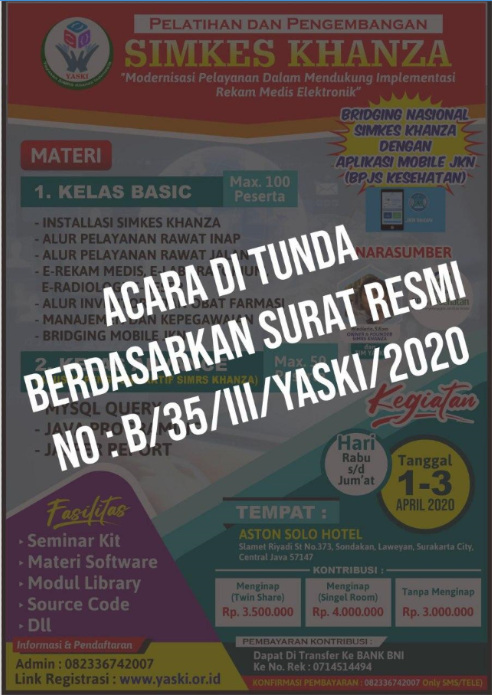 PELATIHAN DAN PENGEMBANGAN
SIMKES KHANZA
"Modernisasi Pelayanan Dalam Mendukung Implementasi
Rekam Medis Elektronik"
YASKI
BRIDGING NASIONAL
SIMKES KHANZA
DENGAN
APLIKASI MOBILE JKN
(BPJS KESEHATAN)
MATERI
1. KELAS BASIC
Max. 100
Peserta
- INSTALLASI SIMKES KHANZA
- ALUR PELAYANAN RAWAT INAP
- ALUR PELAYANAN RAWAT JALAN
- E-REKAM MEDIS,
E-RADIOLOGI
- ALUR OBAT FARMASI
- MANAJEMEN DAN KEPEGAWAIAN
- BRIDGING MOBILE JKN
NARASUMBER
ACARA DI TUNDA
BERDASARKAN SURAT RESMI
NO : B/35/III/YASKI/2020
2.
Max. 50
SIMRS KHANZA)
- MYSQL QUERY
- JAVA
- REPORT
Kegiatan
Hari
Rabu
s/d
Jum'at
Tanggal
1-3
APRIL 2020
Fasilitas
• Seminar Kit
• Materi Software
• Modul Library
• Source Code
• Dll
TEMPAT :
ASTON SOLO HOTEL
Slamet Riyadi St No.373, Sondakan, Laweyan, Surakarta City,
Central Java 57147
KONTRIBUSI :
Menginap
(Twin Share)
Rp. 3.500.000
Menginap
(Singel Room)
Rp. 4.000.000
Tanpa Menginap
Rp. 3.000.000
Informasi & Pendaftaran
Admin : 082336742007
Link Registrasi : www.yaski.or.id
PEMBAYARAN KONTRIBUSI :
Dapat Di Transfer Ke BANK BNI
Ke No. Rek : 0714514494
KONFIRMASI PEMBAYARAN : 082336742007 Only SMS/TELE)